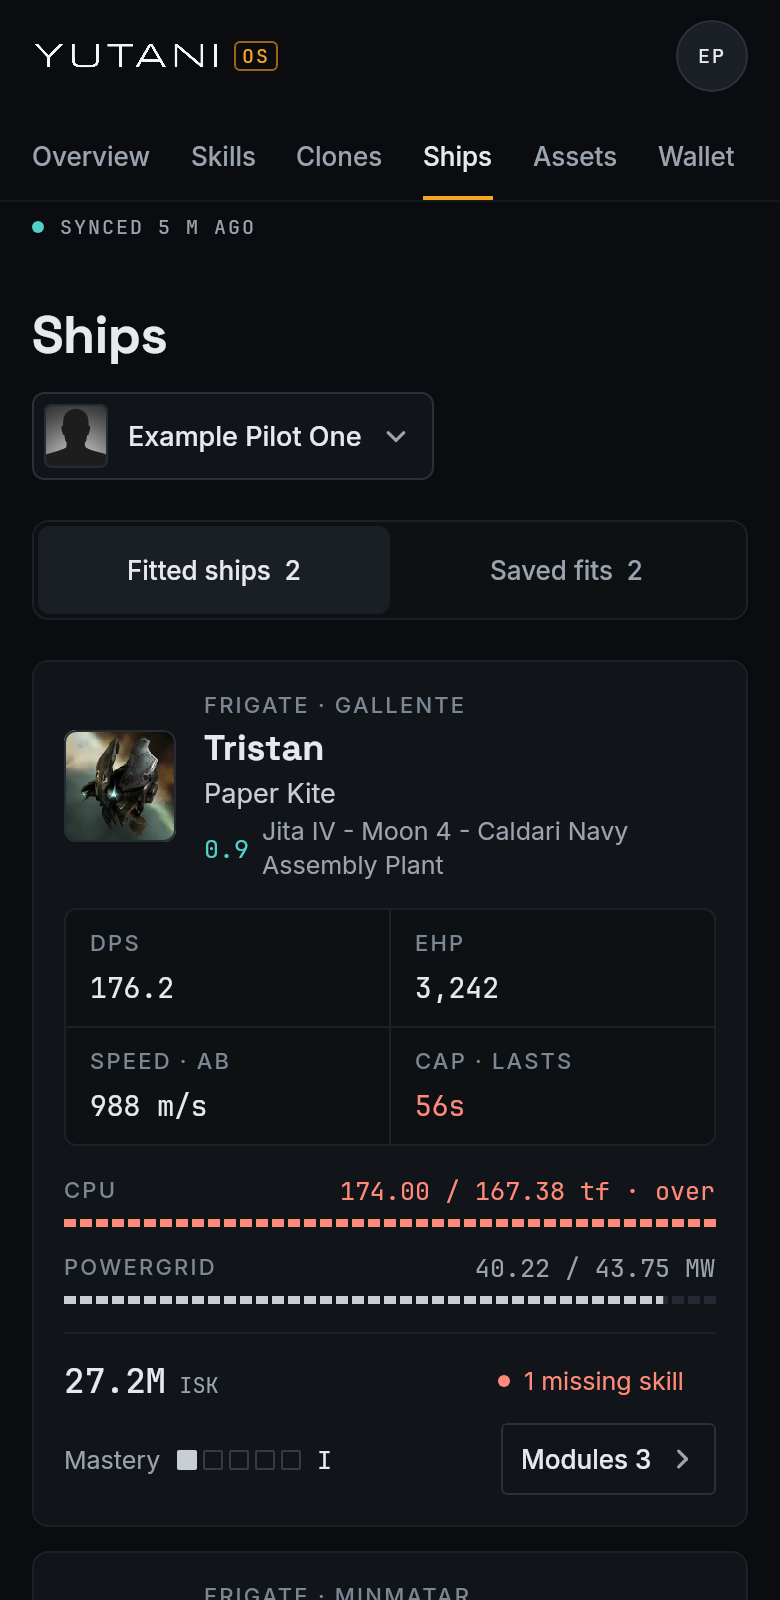 YUTANI OS
EP
Overview Skills Clones Ships Assets Wallet
SYNCED 5 M AGO
Ships
Example Pilot One
Fitted ships 2
Saved fits 2
FRIGATE · GALLENTE
Tristan
Paper Kite
0.9 Jita IV - Moon 4 - Caldari Navy
Assembly Plant
DPS
176.2
EHP
3,242
SPEED · AB
988 m/s
CAP · LASTS
56s
CPU 174.00 / 167.38 tf · over
POWERGRID 40.22 / 43.75 MW
27.2M ISK
1 missing skill
Mastery I
Modules 3
FRIGATE · MINMATAR